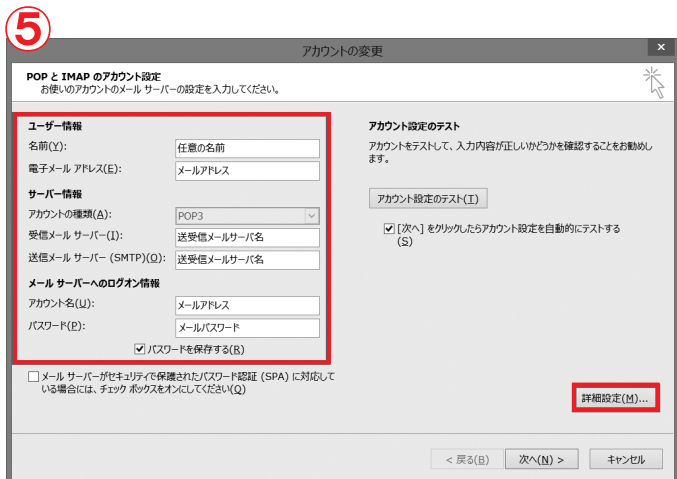 ⑤
アカウントの変更
×
POP と IMAP のアカウント設定
お使いのアカウントのメール サーバーの設定を入力してください。
ユーザー情報
名前(Y):
任意の名前
電子メール アドレス(E):
メールアドレス
サーバー情報
アカウントの種類(A):
POP3
受信メール サーバー(I):
送受信メールサーバ名
送信メール サーバー (SMTP)(O):
送受信メールサーバ名
メール サーバーへのログオン情報
アカウント名(U):
メールアドレス
パスワード(P):
メールパスワード
パスワードを保存する(R)
メール サーバーがセキュリティで保護されたパスワード認証 (SPA) に対応して
いる場合には、チェック ボックスをオンにしてください(Q)
アカウント設定のテスト
アカウントをテストして、入力内容が正しいかどうかを確認することをお勧めし
ます。
アカウント設定のテスト(T)
[次へ] をクリックしたらアカウント設定を自動的にテストする
(S)
詳細設定(M)...
< 戻る(B)
次へ(N) >
キャンセル